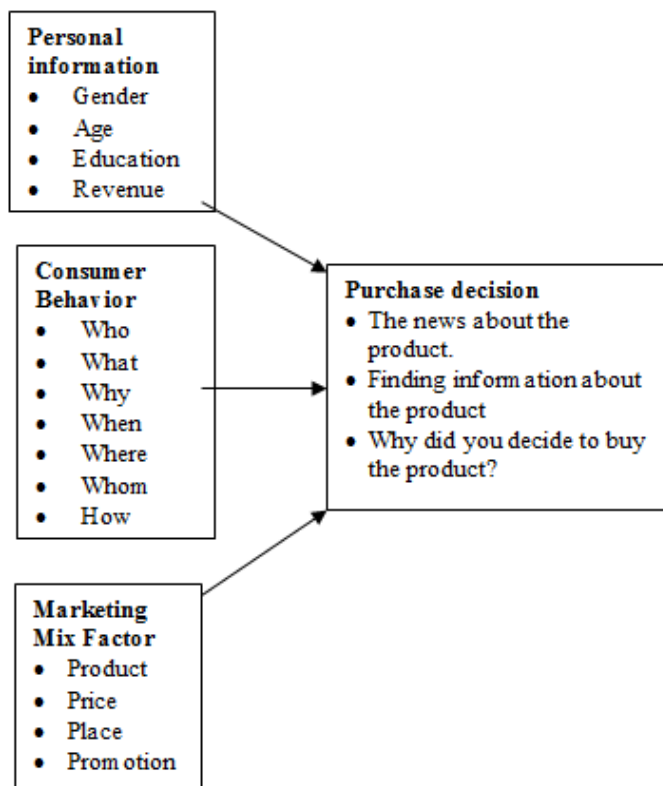 Personal
information
• Gender
• Age
• Education
• Revenue
Consumer
Behavior
• Who
• What
• Why
• When
• Where
• Whom
• How
Marketing
Mix Factor
• Product
• Price
• Place
• Promotion
Purchase decision
• The news about the
product.
• Finding information about
the product
• Why did you decide to buy
the product?